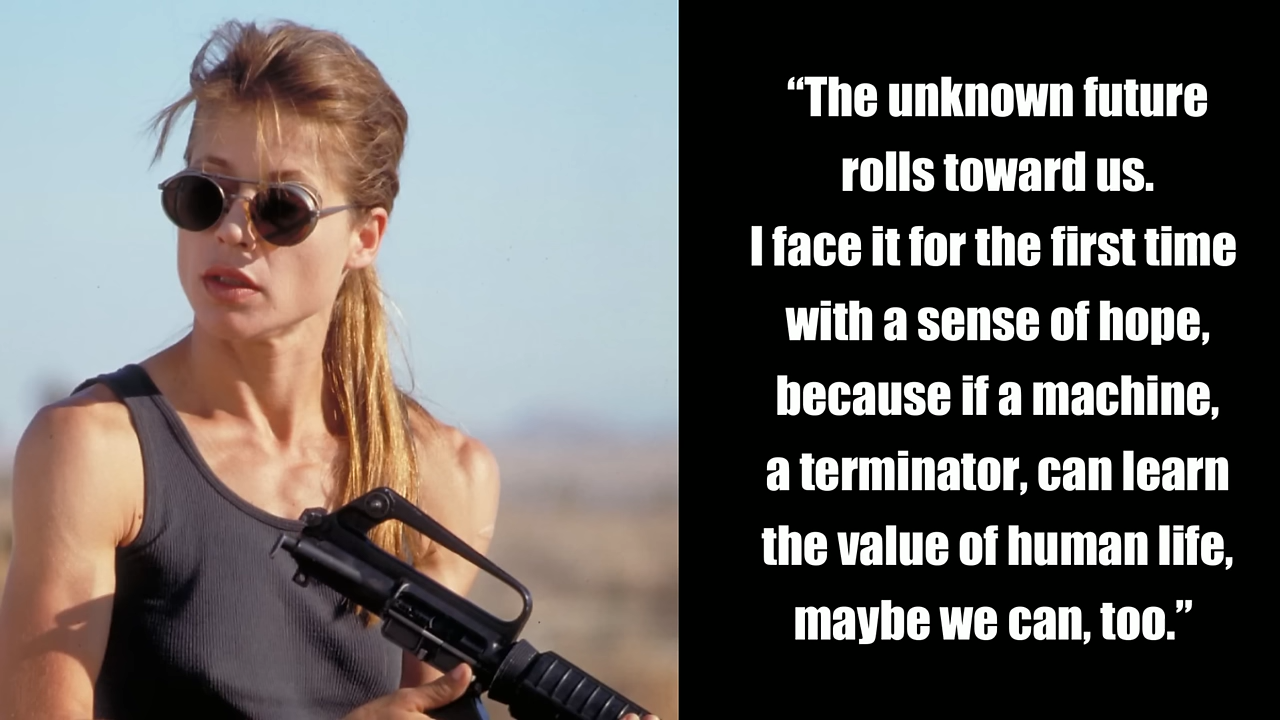 “The unknown future
rolls toward us.
I face it for the first time
with a sense of hope,
because if a machine,
a terminator, can learn
the value of human life,
maybe we can, too.”